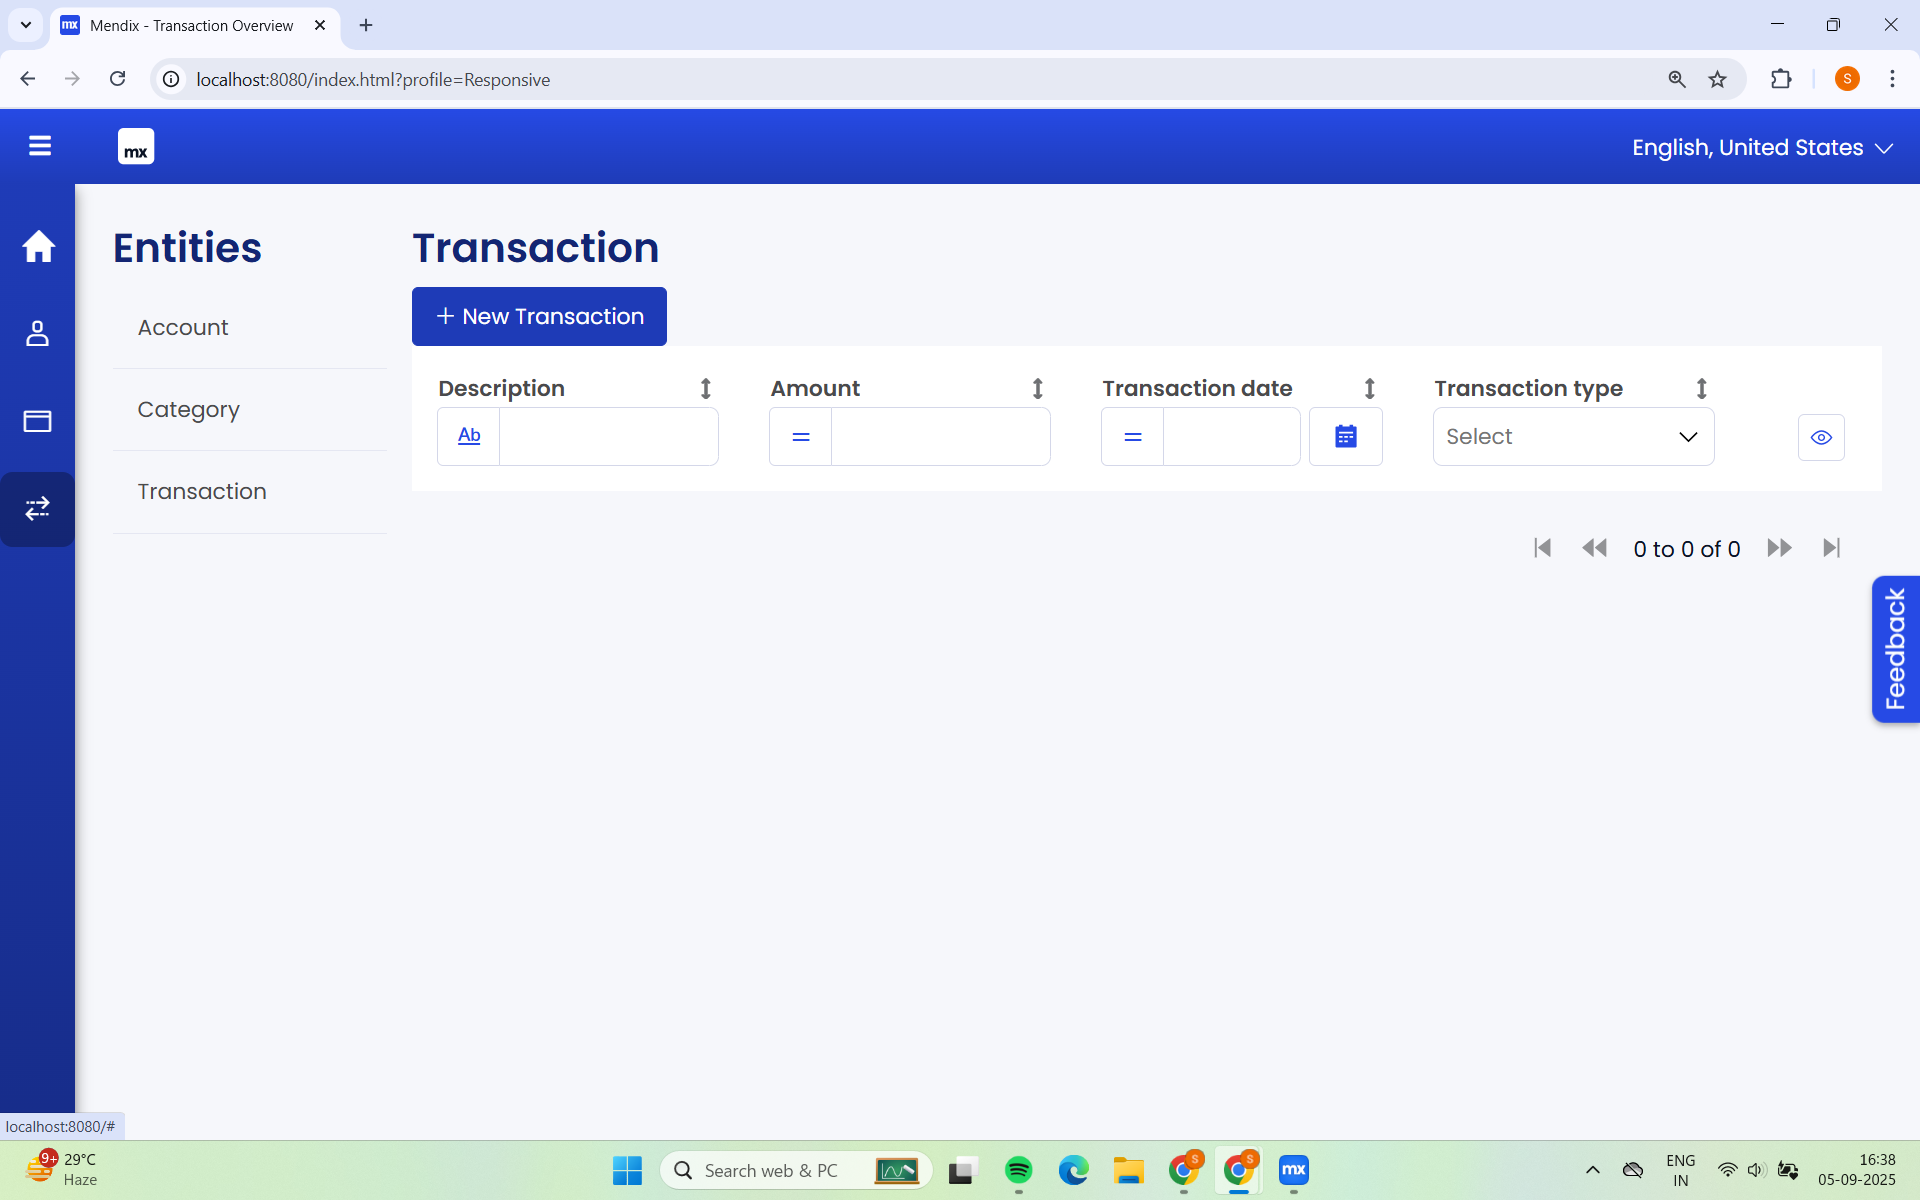 mx Mendix - Transaction Overview
localhost:8080/index.html?profile=Responsive
S
mx
English, United States
Entities
Account
Category
Transaction
Transaction
+ New Transaction
Description
Amount
Transaction date
Transaction type
Ab
=
=
Select
0 to 0 of 0
Feedback
localhost:8080/#
9+
29°C
Haze
Search web & PC
S
S
mx
ENG
IN
16:38
05-09-2025